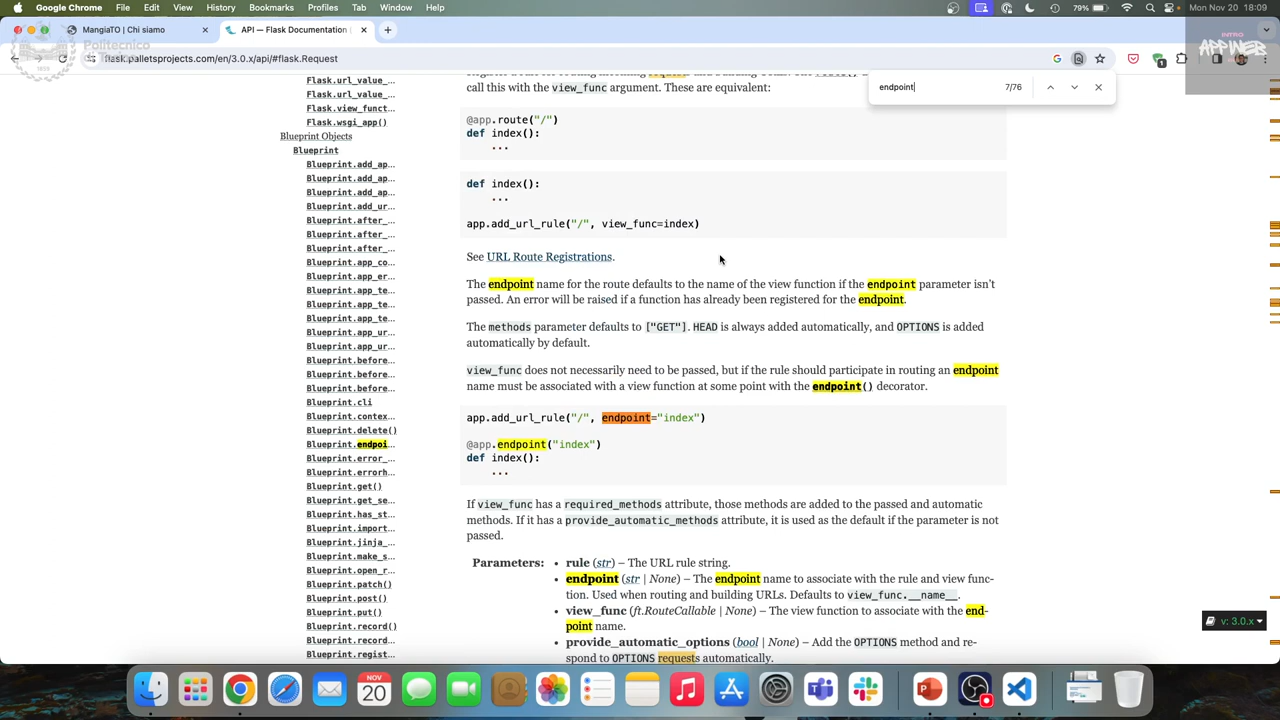 Chrome File Edit View History Bookmarks Profiles Tab Window Help
79% Mon Nov 20 18:09
MangiaTO | Chi siamo
API — Flask Documentation
Politecnico
di Torino
1859
flask.palletsprojects.com/en/3.0.x/api/#flask.Request
INTRO
APPWEB
endpoint 7/76
Flask.url_value_
Flask.url_value_
Flask.view_funct
Flask.wsgi_app()
Blueprint Objects
Blueprint
Blueprint.add_ap…
Blueprint.add_ap…
Blueprint.add_ap…
Blueprint.add_ur…
Blueprint.after_…
Blueprint.after_…
Blueprint.after_…
Blueprint.app_co…
Blueprint.app_er…
Blueprint.app_te…
Blueprint.app_te…
Blueprint.app_te…
Blueprint.app_ur…
Blueprint.app_ur…
Blueprint.before…
Blueprint.before…
Blueprint.before…
Blueprint.cli
Blueprint.contex…
Blueprint.delete()
Blueprint.endpoi…
Blueprint.error_…
Blueprint.errorh…
Blueprint.get()
Blueprint.get_se…
Blueprint.has_st…
Blueprint.import…
Blueprint.jinja_…
Blueprint.make_s…
Blueprint.open_r…
Blueprint.patch()
Blueprint.post()
Blueprint.put()
Blueprint.record()
Blueprint.record…
Blueprint.regist…
call this with the view_func argument. These are equivalent:
@app.route("/")
def index():
...
def index():
...
app.add_url_rule("/", view_func=index)
See URL Route Registrations.
The endpoint name for the route defaults to the name of the view function if the endpoint parameter isn't
passed. An error will be raised if a function has already been registered for the endpoint.
The methods parameter defaults to ["GET"]. HEAD is always added automatically, and OPTIONS is added
automatically by default.
view_func does not necessarily need to be passed, but if the rule should participate in routing an endpoint
name must be associated with a view function at some point with the endpoint() decorator.
app.add_url_rule("/", endpoint="index")
@app.endpoint("index")
def index():
...
If view_func has a required_methods attribute, those methods are added to the passed and automatic
methods. If it has a provide_automatic_methods attribute, it is used as the default if the parameter is not
passed.
Parameters:
• rule (str) – The URL rule string.
• endpoint (str | None) – The endpoint name to associate with the rule and view func-
tion. Used when routing and building URLs. Defaults to view_func.__name__.
• view_func (ft.RouteCallable | None) – The view function to associate with the end-
point name.
• provide_automatic_options (bool | None) – Add the OPTIONS method and re-
spond to OPTIONS requests automatically.
v: 3.0.x
NOV
20